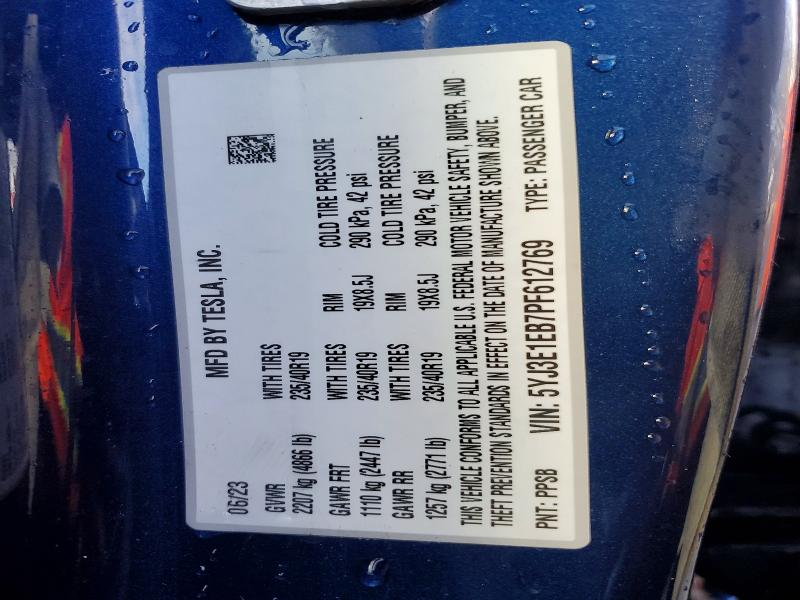 MFD BY TESLA, INC.
06/23
GVWR WITH TIRES
2207 kg (4866 lb) 235/40R19
GAWR FRT WITH TIRES RIM COLD TIRE PRESSURE
1110 kg (2447 lb) 235/40R19 19X8.5J 290 kPa, 42 psi
GAWR RR WITH TIRES RIM COLD TIRE PRESSURE
1257 kg (2771 lb) 235/40R19 19X8.5J 290 kPa, 42 psi
THIS VEHICLE CONFORMS TO ALL APPLICABLE U.S. FEDERAL MOTOR VEHICLE SAFETY, BUMPER, AND
THEFT PREVENTION STANDARDS IN EFFECT ON THE DATE OF MANUFACTURE SHOWN ABOVE.
PNT: PPSB VIN: 5YJ3E1EB7PF612769 TYPE: PASSENGER CAR